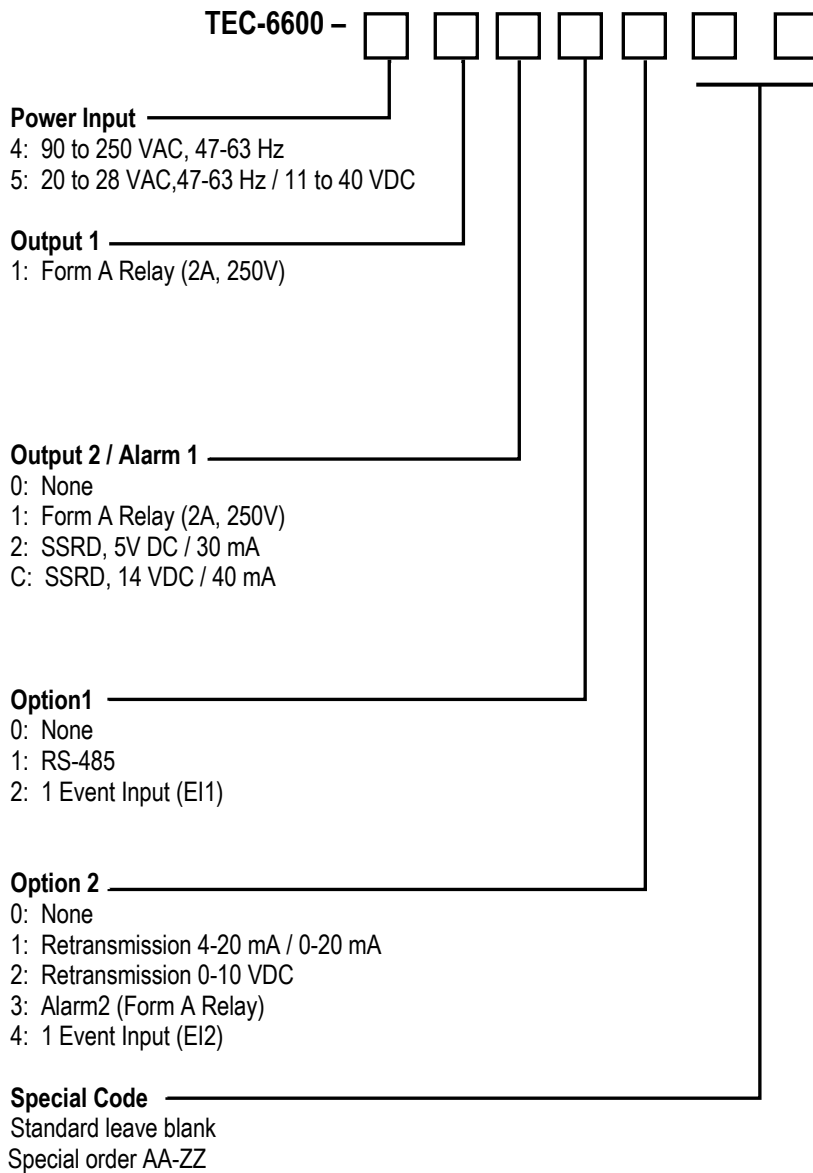 TEC-6600 –
Power Input
4: 90 to 250 VAC, 47-63 Hz
5: 20 to 28 VAC,47-63 Hz / 11 to 40 VDC
Output 1
1: Form A Relay (2A, 250V)
Output 2 / Alarm 1
0: None
1: Form A Relay (2A, 250V)
2: SSRD, 5V DC / 30 mA
C: SSRD, 14 VDC / 40 mA
Option1
0: None
1: RS-485
2: 1 Event Input (EI1)
Option 2
0: None
1: Retransmission 4-20 mA / 0-20 mA
2: Retransmission 0-10 VDC
3: Alarm2 (Form A Relay)
4: 1 Event Input (EI2)
Special Code
Standard leave blank
Special order AA-ZZ